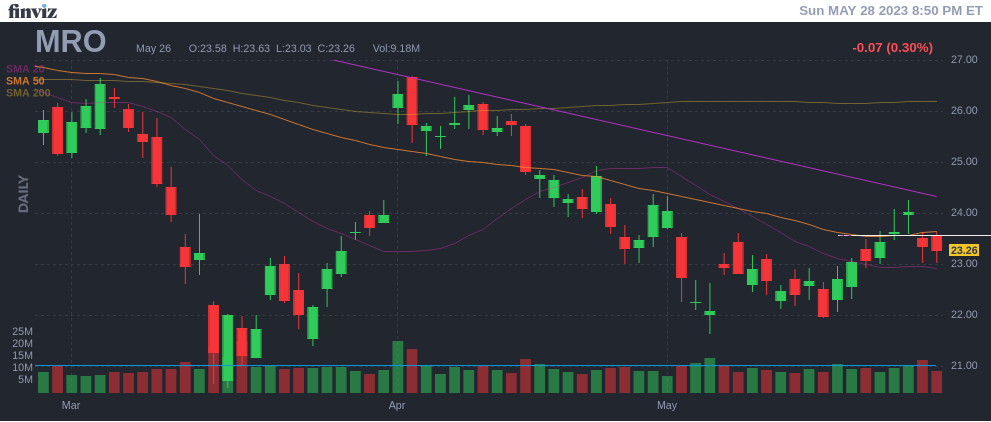 finviz
Sun MAY 28 2023 8:50 PM ET
MRO
May 26 O:23.58 H:23.63 L:23.03 C:23.26 Vol:9.18M
-0.07 (0.30%)
SMA 20
SMA 50
SMA 200
DAILY
27.00
26.00
25.00
24.00
23.26
23.00
22.00
21.00
25M
20M
15M
10M
5M
Mar Apr May